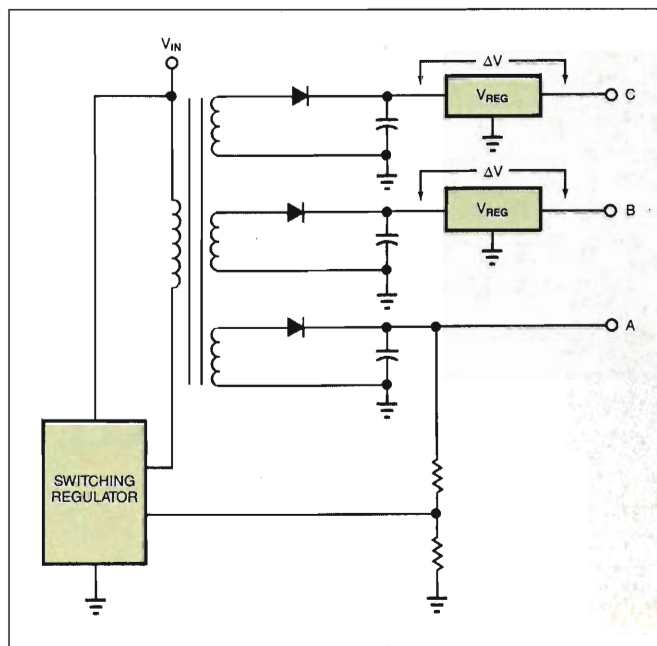 V_IN
ΔV
V_REG
C
ΔV
V_REG
B
A
SWITCHING
REGULATOR